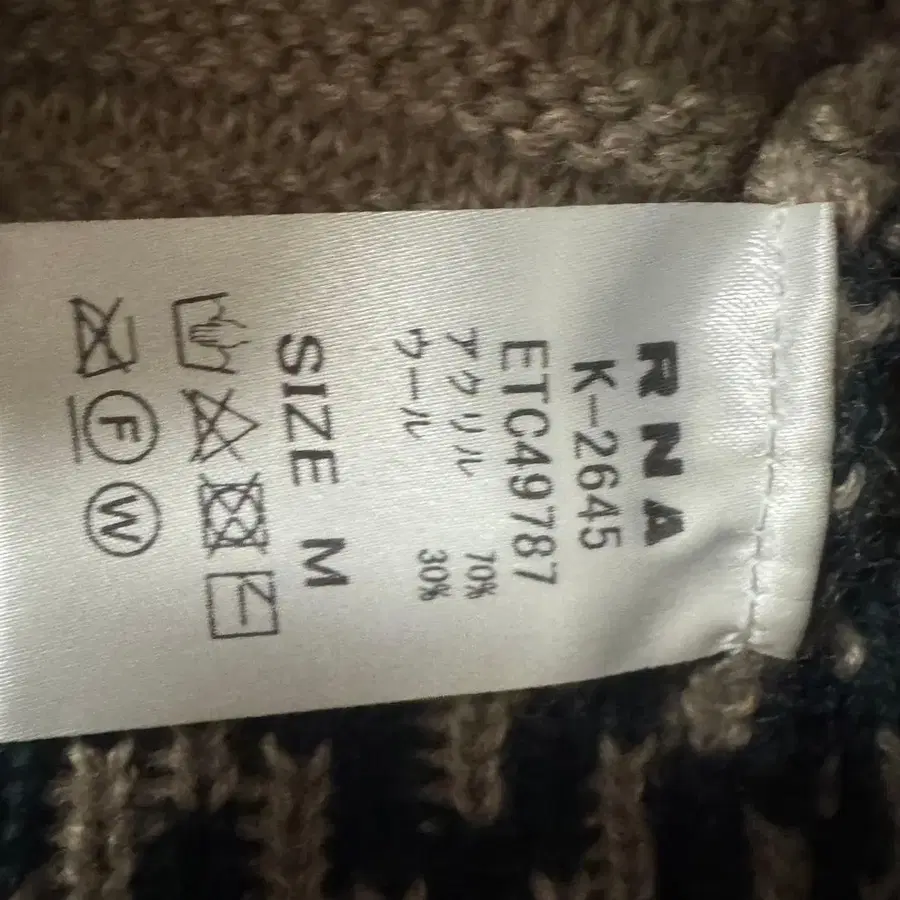 RNA
K-2645
ETC49787
アクリル 70%
ウール 30%
SIZE M
F W